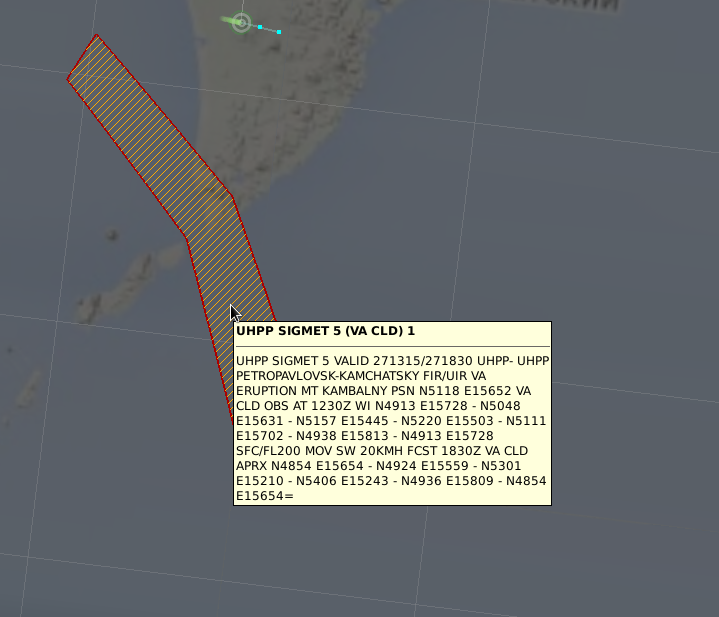 UHPP SIGMET 5 (VA CLD) 1
UHPP SIGMET 5 VALID 271315/271830 UHPP- UHPP
PETROPAVLOVSK-KAMCHATSKY FIR/UIR VA
ERUPTION MT KAMBALNY PSN N5118 E15652 VA
CLD OBS AT 1230Z WI N4913 E15728 - N5048
E15631 - N5157 E15445 - N5220 E15503 - N5111
E15702 - N4938 E15813 - N4913 E15728
SFC/FL200 MOV SW 20KMH FCST 1830Z VA CLD
APRX N4854 E15654 - N4924 E15559 - N5301
E15210 - N5406 E15243 - N4936 E15809 - N4854
E15654=